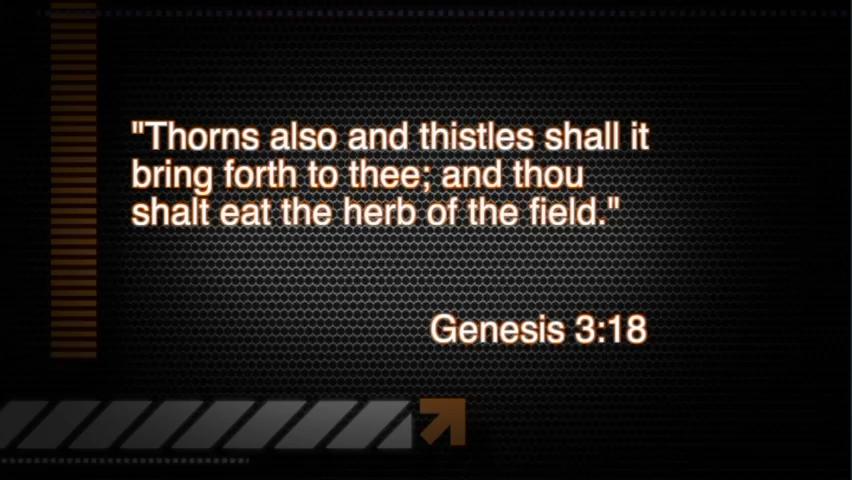 "Thorns also and thistles shall it
bring forth to thee; and thou
shalt eat the herb of the field."
Genesis 3:18